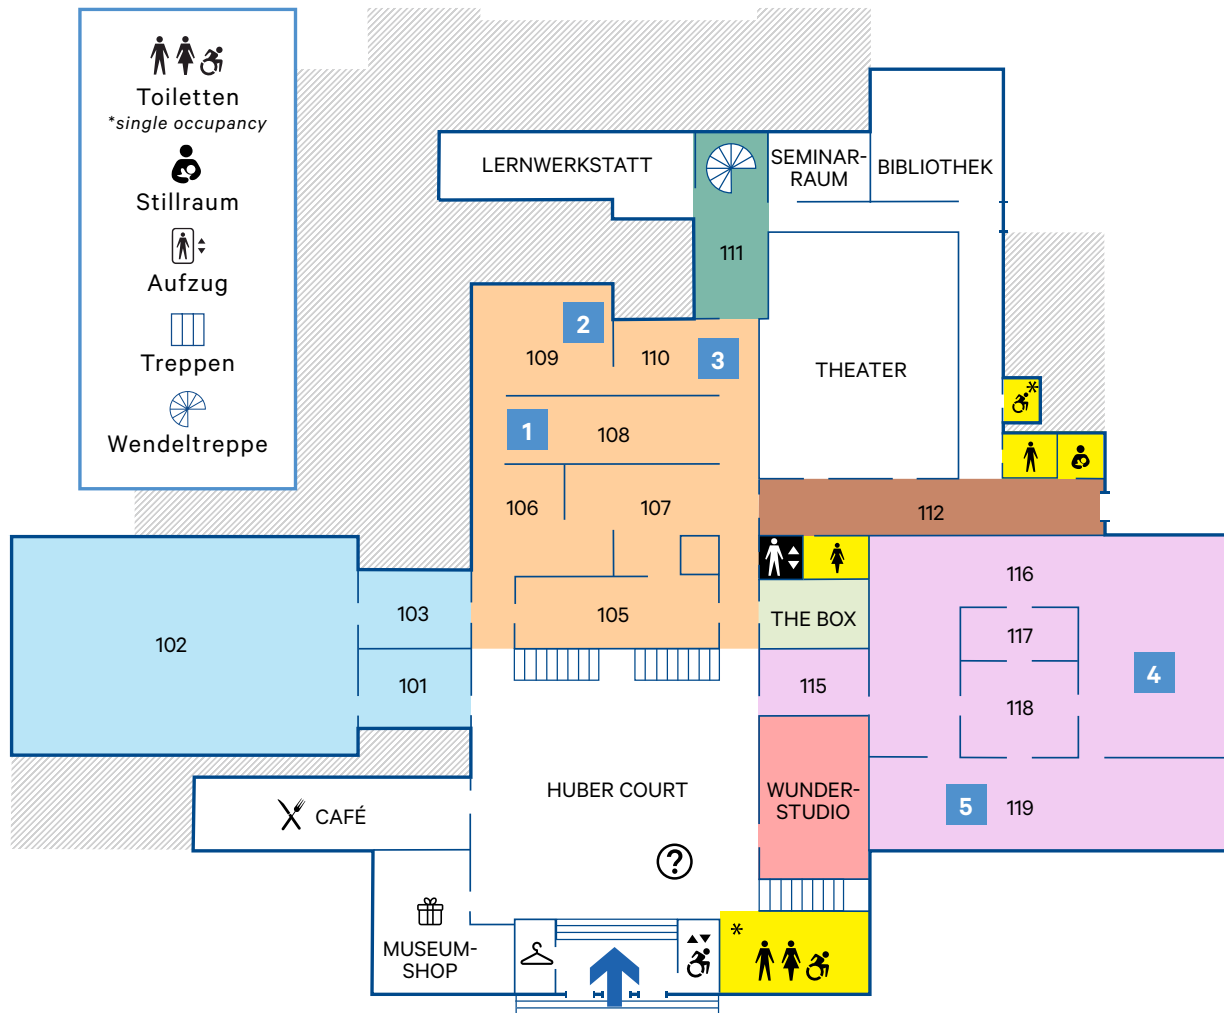 Toiletten
*single occupancy
Stillraum
Aufzug
Treppen
Wendeltreppe
LERNWERKSTATT
SEMINAR-
RAUM
BIBLIOTHEK
111
2
109
110
3
THEATER
*
1
108
106
107
112
116
103
105
THE BOX
117
102
101
115
4
118
HUBER COURT
WUNDER-
STUDIO
5
119
CAFÉ
?
MUSEUM-
SHOP
*